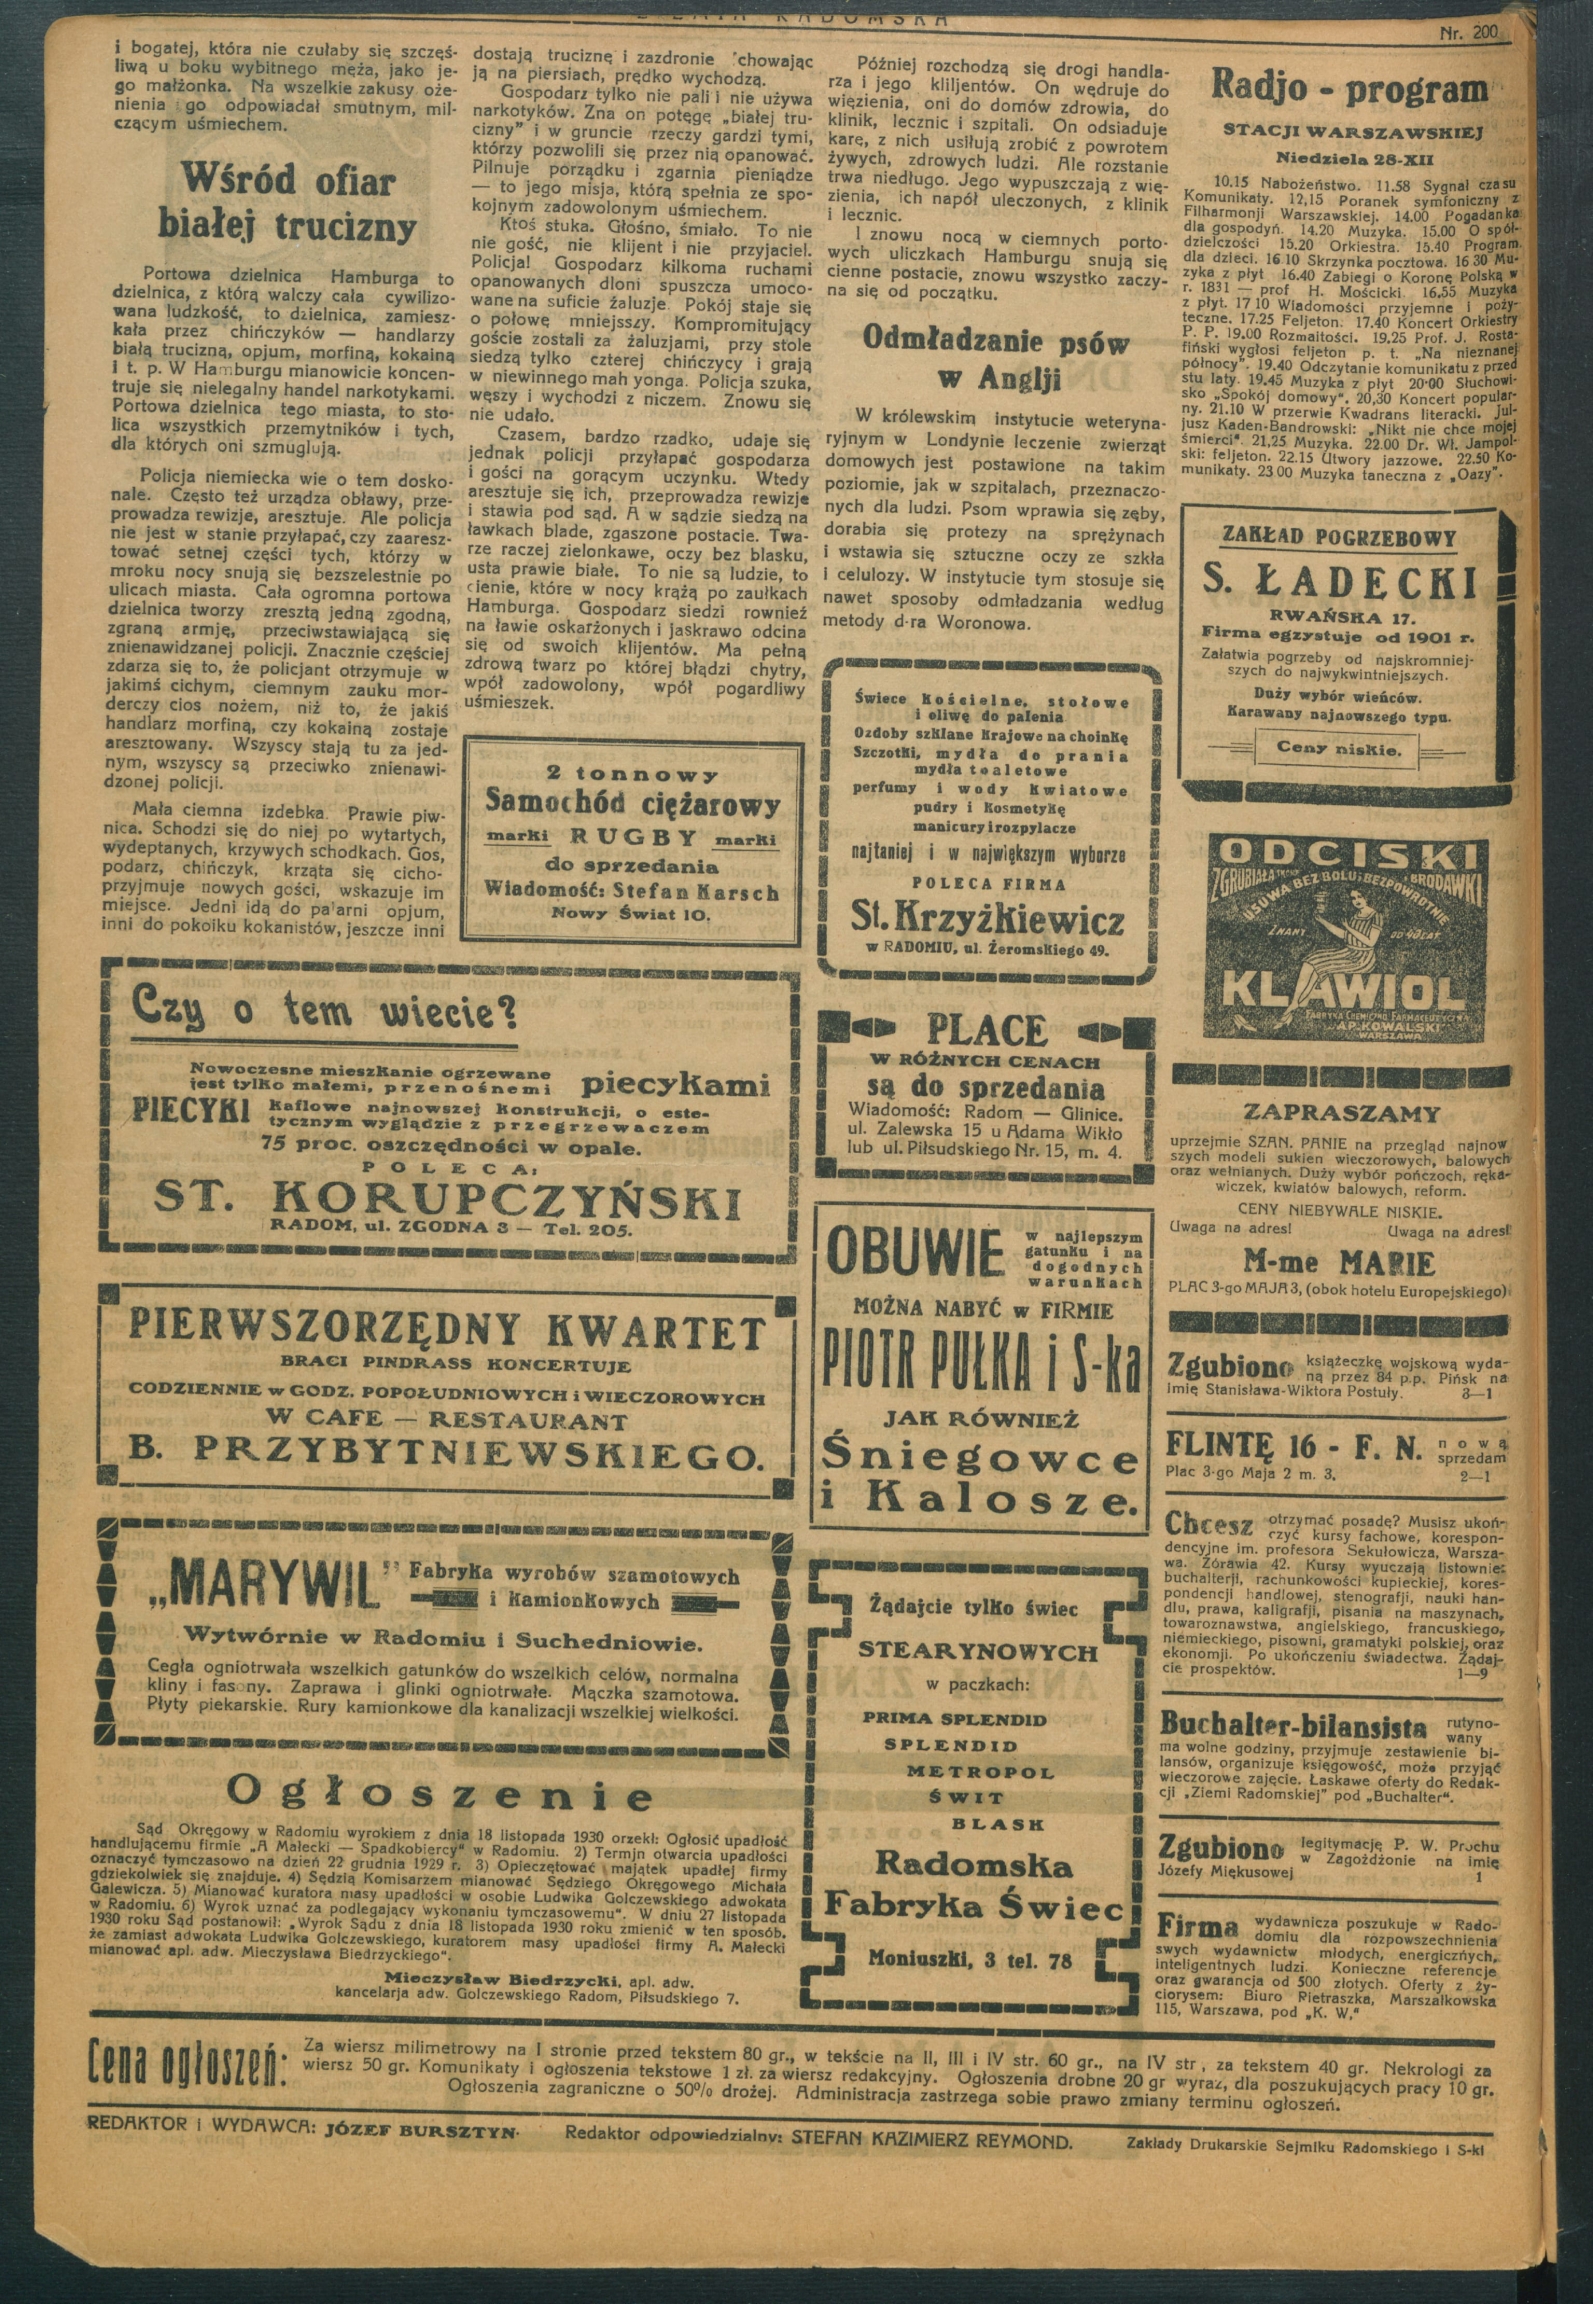 Nr. 200
i bogatej, która nie czułaby się szczęś-
liwą u boku wybitnego męża, jako je-
go małżonka. Na wszelkie zakusy oże-
nienia go odpowiadał smutnym, mil-
czącym uśmiechem.
Wśród ofiar
białej trucizny
Portowa dzielnica Hamburga to
dzielnica, z którą walczy cała cywilizo-
wana ludzkość, to dzielnica, zamiesz-
kała przez chińczyków — handlarzy
białą trucizną, opjum, morfiną, kokainą
i t. p. W Hamburgu mianowicie koncen-
truje się nielegalny handel narkotykami.
Portowa dzielnica tego miasta, to sto-
lica wszystkich przemytników i tych,
dla których oni szmuglują.
Policja niemiecka wie o tem dosko-
nale. Często też urządza obławy, prze-
prowadza rewizje, aresztuje. Ale policja
nie jest w stanie przyłapać, czy zaaresz-
tować setnej części tych, którzy w
mroku nocy snują się bezszelestnie po
ulicach miasta. Cała ogromna portowa
dzielnica tworzy zresztą jedną zgodną,
zgraną armję, przeciwstawiającą się
znienawidzanej policji. Znacznie częściej
zdarza się to, że policjant otrzymuje w
jakimś cichym, ciemnym zauku mor-
derczy cios nożem, niż to, że jakiś
handlarz morfiną, czy kokainą zostaje
aresztowany. Wszyscy stają tu za jed-
nym, wszyscy są przeciwko znienawi-
dzonej policji.
Mała ciemna izdebka. Prawie piw-
nica. Schodzi się do niej po wytartych,
wydeptanych, krzywych schodkach. Gos,
podarz, chińczyk, krząta się cicho-
przyjmuje nowych gości, wskazuje im
miejsce. Jedni idą do pa'arni opjum,
inni do pokoiku kokanistów, jeszcze inni
dostają truciznę i zazdronie chowając
ją na piersiach, prędko wychodzą.
Gospodarz tylko nie pali i nie używa
narkotyków. Zna on potęgę „białej tru-
cizny” i w gruncie rzeczy gardzi tymi,
którzy pozwolili się przez nią opanować.
Pilnuje porządku i zgarnia pieniądze
— to jego misja, którą spełnia ze spo-
kojnym zadowolonym uśmiechem.
Ktoś stuka. Głośno, śmiało. To nie
nie gość, nie klijent i nie przyjaciel.
Policja! Gospodarz kilkoma ruchami
opanowanych dłoni spuszcza umoco-
wane na suficie żaluzje. Pokój staje się
o połowę mniejszy. Kompromitujący
goście zostali za żaluzjami, przy stole
siedzą tylko czterej chińczycy i grają
w niewinnego mah yonga. Policja szuka,
węszy i wychodzi z niczem. Znowu się
nie udało.
Czasem, bardzo rzadko, udaje się
jednak policji przyłapać gospodarza
i gości na gorącym uczynku. Wtedy
aresztuje się ich, przeprowadza rewizje
i stawia pod sąd. A w sądzie siedzą na
ławkach blade, zgaszone postacie. Twa-
rze raczej zielonkawe, oczy bez blasku,
usta prawie białe. To nie są ludzie, to
cienie, które w nocy krążą po zaułkach
Hamburga. Gospodarz siedzi rownież
na ławie oskarżonych i jaskrawo odcina
się od swoich klijentów. Ma pełną
zdrową twarz po której błądzi chytry,
wpół zadowolony, wpół pogardliwy
uśmieszek.
2 tonnowy
Samochód ciężarowy
marki RUGBY marki
do sprzedania
Wiadomość: Stefan Karsch
Nowy Świat 10.
Później rozchodzą się drogi handla-
rza i jego kliljentów. On wędruje do
więzienia, oni do domów zdrowia, do
klinik, lecznic i szpitali. On odsiaduje
karę, z nich usiłują zrobić z powrotem
żywych, zdrowych ludzi. Ale rozstanie
trwa niedługo. Jego wypuszczają z wię-
zienia, ich napół uleczonych, z klinik
i lecznic.
I znowu nocą w ciemnych porto-
wych uliczkach Hamburgu snują się
cienne postacie, znowu wszystko zaczy-
na się od początku.
Odmładzanie psów
w Anglji
W królewskim instytucie weteryna-
ryjnym w Londynie leczenie zwierząt
domowych jest postawione na takim
poziomie, jak w szpitalach, przeznaczo-
nych dla ludzi. Psom wprawia się zęby,
dorabia się protezy na sprężynach
i wstawia się sztuczne oczy ze szkła
i celulozy. W instytucie tym stosuje się
nawet sposoby odmładzania według
metody d-ra Woronowa.
Świece Kościelne, stołowe
i oliwę do palenia
Ozdoby szklane Krajowe na choinkę
Szczotki, mydła do prania
mydła toaletowe
perfumy i wody Kwiatowe
pudry i Kosmetykę
manicury i rozpylacze
najtaniej i w największym wyborze
POLECA FIRMA
St. Krzyżkiewicz
w RADOMIU, ul. Żeromskiego 49.
Radjo - program
STACJI WARSZAWSKIEJ
Niedziela 28-XII
10.15 Nabożeństwo. 11.58 Sygnał czasu
Komunikaty. 12,15 Poranek symfoniczny z
Filharmonji Warszawskiej. 14.00 Pogadanka
dla gospodyń. 14.20 Muzyka. 15.00 O spół-
dzielczości 15.20 Orkiestra. 15.40 Program
dla dzieci. 16 10 Skrzynka pocztowa. 16 30 Mu-
zyka z płyt 16.40 Zabiegi o Koronę Polską w
r. 1831 — prof H. Mościcki 16.55 Muzyka
z płyt. 17 10 Wiadomości przyjemne i poży-
teczne. 17.25 Feljeton. 17.40 Koncert Orkiestry
P. P. 19.00 Rozmaitości. 19.25 Prof. J. Rosta-
fiński wygłosi feljeton p. t. „Na nieznanej
północy”. 19.40 Odczytanie komunikatu z przed
stu laty. 19.45 Muzyka z płyt 20·00 Słuchowi-
sko „Spokój domowy”. 20,30 Koncert popular-
ny. 21.10 W przerwie Kwadrans literacki. Jul-
jusz Kaden-Bandrowski: „Nikt nie chce mojej
śmierci”. 21,25 Muzyka. 22.00 Dr. Wł. Jampol-
ski: feljeton. 22.15 Utwory jazzowe. 22.50 Ko-
munikaty. 23 00 Muzyka taneczna z „Oazy”.
ZAKŁAD POGRZEBOWY
S. ŁADECKI
RWAŃSKA 17.
Firma egzystuje od 1901 r.
Załatwia pogrzeby od najskromniej-
szych do najwykwintniejszych.
Duży wybór wieńców.
Karawany najnowszego typu.
Ceny niskie.
ODCISKI
ZGRUBIAŁĄ BRODAWKI
USUWA BEZ BOLU i BEZPOWROTNIE
ZNANY OD 40 LAT
KLAWIOL
FABRYKA CHEMICZNO FARMACEUTYCZNA
„AP. KOWALSKI”
WARSZAWA
Czy o tem wiecie?
Nowoczesne mieszkanie ogrzewane
jest tylko małemi, przenośnemi piecykami
PIECYKI kaflowe najnowszej konstrukcji, o este-
tycznym wyglądzie z przegrzewaczem
75 proc. oszczędności w opale.
POLECA:
ST. KORUPCZYŃSKI
RADOM, ul. ZGODNA 3 — Tel. 205.
PIERWSZORZĘDNY KWARTET
BRACI PINDRASS KONCERTUJE
CODZIENNIE w GODZ. POPOŁUDNIOWYCH i WIECZOROWYCH
W CAFE — RESTAURANT
B. PRZYBYTNIEWSKIEGO.
„MARYWIL” Fabryka wyrobów szamotowych
i Kamionkowych
Wytwórnie w Radomiu i Suchedniowie.
Cegła ogniotrwała wszelkich gatunków do wszelkich celów, normalna
kliny i fasony. Zaprawa i glinki ogniotrwałe. Mączka szamotowa.
Płyty piekarskie. Rury kamionkowe dla kanalizacji wszelkiej wielkości.
Ogłoszenie
Sąd Okręgowy w Radomiu wyrokiem z dnia 18 listopada 1930 orzekł: Ogłosić upadłość
handlującemu firmie „A Małecki — Spadkobiercy” w Radomiu. 2) Termjn otwarcia upadłości
oznaczyć tymczasowo na dzień 22 grudnia 1929 r. 3) Opieczętować majątek upadłej firmy
gdziekolwiek się znajduje. 4) Sędzią Komisarzem mianować Sędziego Okręgowego Michała
Galewicza. 5) Mianować kuratora masy upadłości w osobie Ludwika Golczewskiego adwokata
w Radomiu. 6) Wyrok uznać za podlegający wykonaniu tymczasowemu”. W dniu 27 listopada
1930 roku Sąd postanowił: „Wyrok Sądu z dnia 18 listopada 1930 roku zmienić w ten sposób,
że zamiast adwokata Ludwika Golczewskiego, kuratorem masy upadłości firmy A. Małecki
mianować apl. adw. Mieczysława Biedrzyckiego”.
Mieczysław Biedrzycki, apl. adw.
kancelarja adw. Golczewskiego Radom, Piłsudskiego 7.
PLACE
W RÓŻNYCH CENACH
są do sprzedania
Wiadomość: Radom — Glinice.
ul. Zalewska 15 u Adama Wikło
lub ul. Piłsudskiego Nr. 15, m. 4.
OBUWIE w najlepszym
gatunku i na
dogodnych
warunkach
MOŻNA NABYĆ w FIRMIE
PIOTR PUŁKA i S-ka
JAK RÓWNIEŻ
Śniegowce
i Kalosze.
Żądajcie tylko świec
STEARYNOWYCH
w paczkach:
PRIMA SPLENDID
SPLENDID
METROPOL
ŚWIT
BLASK
Radomska
Fabryka Świec
Moniuszki, 3 tel. 78
ZAPRASZAMY
uprzejmie SZAN. PANIE na przegląd najnow
szych modeli sukien wieczorowych, balowych
oraz wełnianych. Duży wybór pończoch, ręka-
wiczek, kwiatów balowych, reform.
CENY NIEBYWALE NISKIE.
Uwaga na adres! Uwaga na adres!
M-me MARIE
PLAC 3-go MAJA 3, (obok hotelu Europejskiego)
Zgubiono książeczkę wojskową wyda-
ną przez 84 p.p. Pińsk na
imię Stanisława-Wiktora Postuły. 3—1
FLINTĘ 16 - F. N. nową
sprzedam
Plac 3-go Maja 2 m. 3. 2—1
Chcesz otrzymać posadę? Musisz ukoń-
czyć kursy fachowe, korespon-
dencyjne im. profesora Sekułowicza, Warsza-
wa. Żórawia 42. Kursy wyuczają listownie:
buchalterji, rachunkowości kupieckiej, kores-
pondencji handlowej, stenografji, nauki han-
dlu, prawa, kaligrafji, pisania na maszynach,
towaroznawstwa, angielskiego, francuskiego,
niemieckiego, pisowni, gramatyki polskiej, oraz
ekonomji. Po ukończeniu świadectwa. Żądaj-
cie prospektów. 1—9
Buchalter-bilansista rutyno-
wany
ma wolne godziny, przyjmuje zestawienie bi-
lansów, organizuje księgowość, może przyjąć
wieczorowe zajęcie. Łaskawe oferty do Redak-
cji „Ziemi Radomskiej” pod „Buchalter”.
Zgubiono legitymację P. W. Prochu
w Zagożdżonie na imię
Józefy Miękusowej 1
Firma wydawnicza poszukuje w Rado-
domiu dla rozpowszechnienia
swych wydawnictw młodych, energicznych,
inteligentnych ludzi. Konieczne referencje
oraz gwarancja od 500 złotych. Oferty z ży-
ciorysem: Biuro Pietraszka, Marszałkowska
115, Warszawa, pod „K. W.”
Cena ogłoszeń:
Za wiersz milimetrowy na I stronie przed tekstem 80 gr., w tekście na II, III i IV str. 60 gr., na IV str, za tekstem 40 gr. Nekrologi za
wiersz 50 gr. Komunikaty i ogłoszenia tekstowe 1 zł. za wiersz redakcyjny. Ogłoszenia drobne 20 gr wyraz, dla poszukujących pracy 10 gr.
Ogłoszenia zagraniczne o 50% drożej. Administracja zastrzega sobie prawo zmiany terminu ogłoszeń.
REDAKTOR i WYDAWCA: JÓZEF BURSZTYN· Redaktor odpowiedzialny: STEFAN KAZIMIERZ REYMOND. Zakłady Drukarskie Sejmiku Radomskiego i S-ki